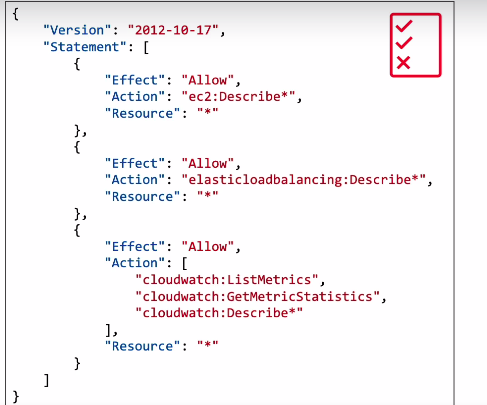 {
    "Version": "2012-10-17",
    "Statement": [
        {
            "Effect": "Allow",
            "Action": "ec2:Describe*",
            "Resource": "*"
        },
        {
            "Effect": "Allow",
            "Action": "elasticloadbalancing:Describe*",
            "Resource": "*"
        },
        {
            "Effect": "Allow",
            "Action": [
                "cloudwatch:ListMetrics",
                "cloudwatch:GetMetricStatistics",
                "cloudwatch:Describe*"
            ],
            "Resource": "*"
        }
    ]
}